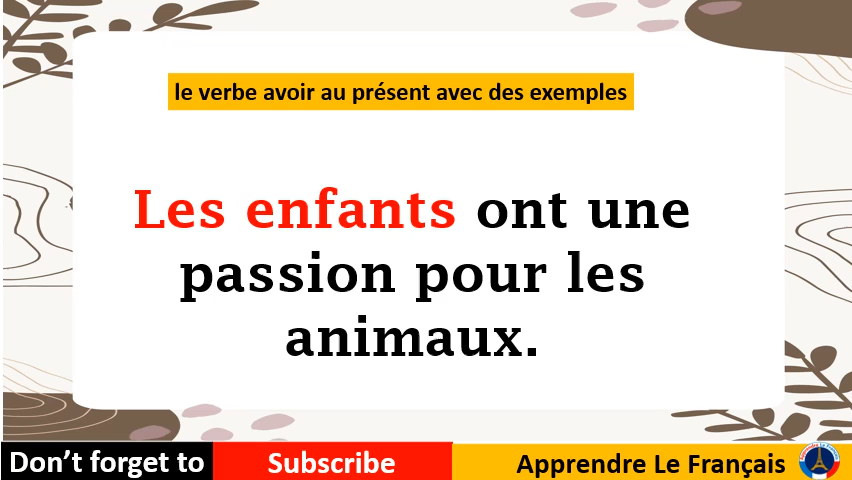 le verbe avoir au présent avec des exemples
Les enfants ont une
passion pour les
animaux.
Don’t forget to Subscribe Apprendre Le Français